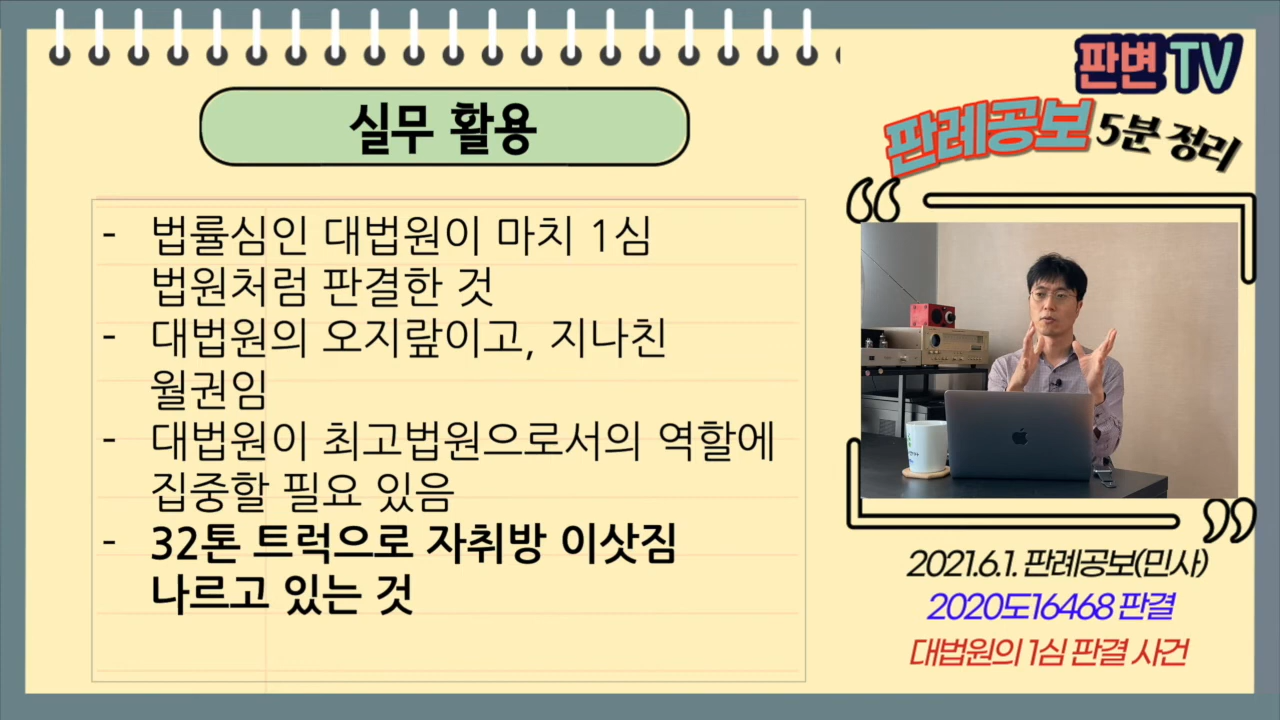 실무 활용
- 법률심인 대법원이 마치 1심
법원처럼 판결한 것
- 대법원의 오지랖이고, 지나친
월권임
- 대법원이 최고법원으로서의 역할에
집중할 필요 있음
- 32톤 트럭으로 자취방 이삿짐
나르고 있는 것
판변TV
판례공보 5분 정리
2021.6.1. 판례공보(민사)
2020도16468 판결
대법원의 1심 판결 사건